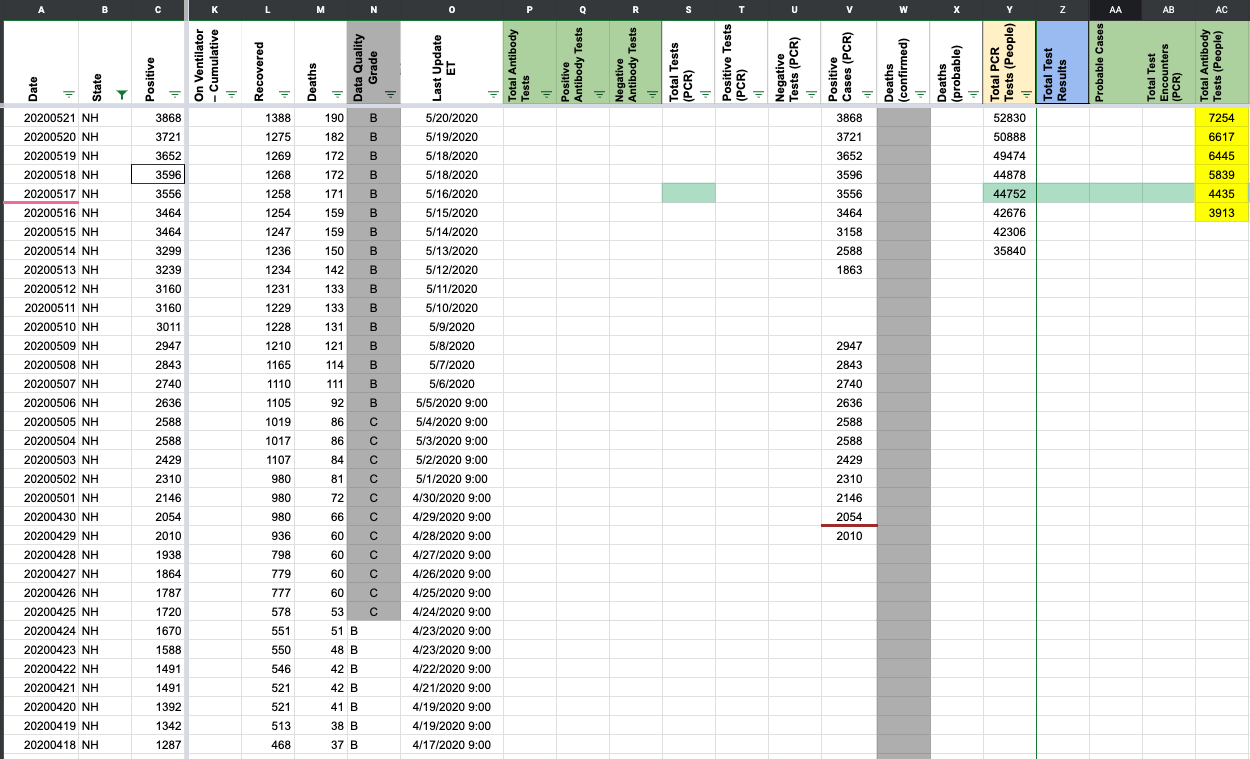 A B C K L M N O P Q R S T U V W X Y Z AA AB AC
Date State Positive On Ventilator – Cumulative Recovered Deaths Data Quality Grade Last Update ET Total Antibody Tests Positive Antibody Tests Negative Antibody Tests Total Tests (PCR) Positive Tests (PCR) Negative Tests (PCR) Positive Cases (PCR) Deaths (confirmed) Deaths (probable) Total PCR Tests (People) Total Test Results Probable Cases Total Test Encounters (PCR) Total Antibody Tests (People)
20200521 NH 3868 1388 190 B 5/20/2020 3868 52830 7254
20200520 NH 3721 1275 182 B 5/19/2020 3721 50888 6617
20200519 NH 3652 1269 172 B 5/18/2020 3652 49474 6445
20200518 NH 3596 1268 172 B 5/18/2020 3596 44878 5839
20200517 NH 3556 1258 171 B 5/16/2020 3556 44752 4435
20200516 NH 3464 1254 159 B 5/15/2020 3464 42676 3913
20200515 NH 3464 1247 159 B 5/14/2020 3158 42306
20200514 NH 3299 1236 150 B 5/13/2020 2588 35840
20200513 NH 3239 1234 142 B 5/12/2020 1863
20200512 NH 3160 1231 133 B 5/11/2020
20200511 NH 3160 1229 133 B 5/10/2020
20200510 NH 3011 1228 131 B 5/9/2020
20200509 NH 2947 1210 121 B 5/8/2020 2947
20200508 NH 2843 1165 114 B 5/7/2020 2843
20200507 NH 2740 1110 111 B 5/6/2020 2740
20200506 NH 2636 1105 92 B 5/5/2020 9:00 2636
20200505 NH 2588 1019 86 C 5/4/2020 9:00 2588
20200504 NH 2588 1017 86 C 5/3/2020 9:00 2588
20200503 NH 2429 1107 84 C 5/2/2020 9:00 2429
20200502 NH 2310 980 81 C 5/1/2020 9:00 2310
20200501 NH 2146 980 72 C 4/30/2020 9:00 2146
20200430 NH 2054 980 66 C 4/29/2020 9:00 2054
20200429 NH 2010 936 60 C 4/28/2020 9:00 2010
20200428 NH 1938 798 60 C 4/27/2020 9:00
20200427 NH 1864 779 60 C 4/26/2020 9:00
20200426 NH 1787 777 60 C 4/25/2020 9:00
20200425 NH 1720 578 53 C 4/24/2020 9:00
20200424 NH 1670 551 51 B 4/23/2020 9:00
20200423 NH 1588 550 48 B 4/23/2020 9:00
20200422 NH 1491 546 42 B 4/22/2020 9:00
20200421 NH 1491 521 42 B 4/21/2020 9:00
20200420 NH 1392 521 41 B 4/19/2020 9:00
20200419 NH 1342 513 38 B 4/19/2020 9:00
20200418 NH 1287 468 37 B 4/17/2020 9:00